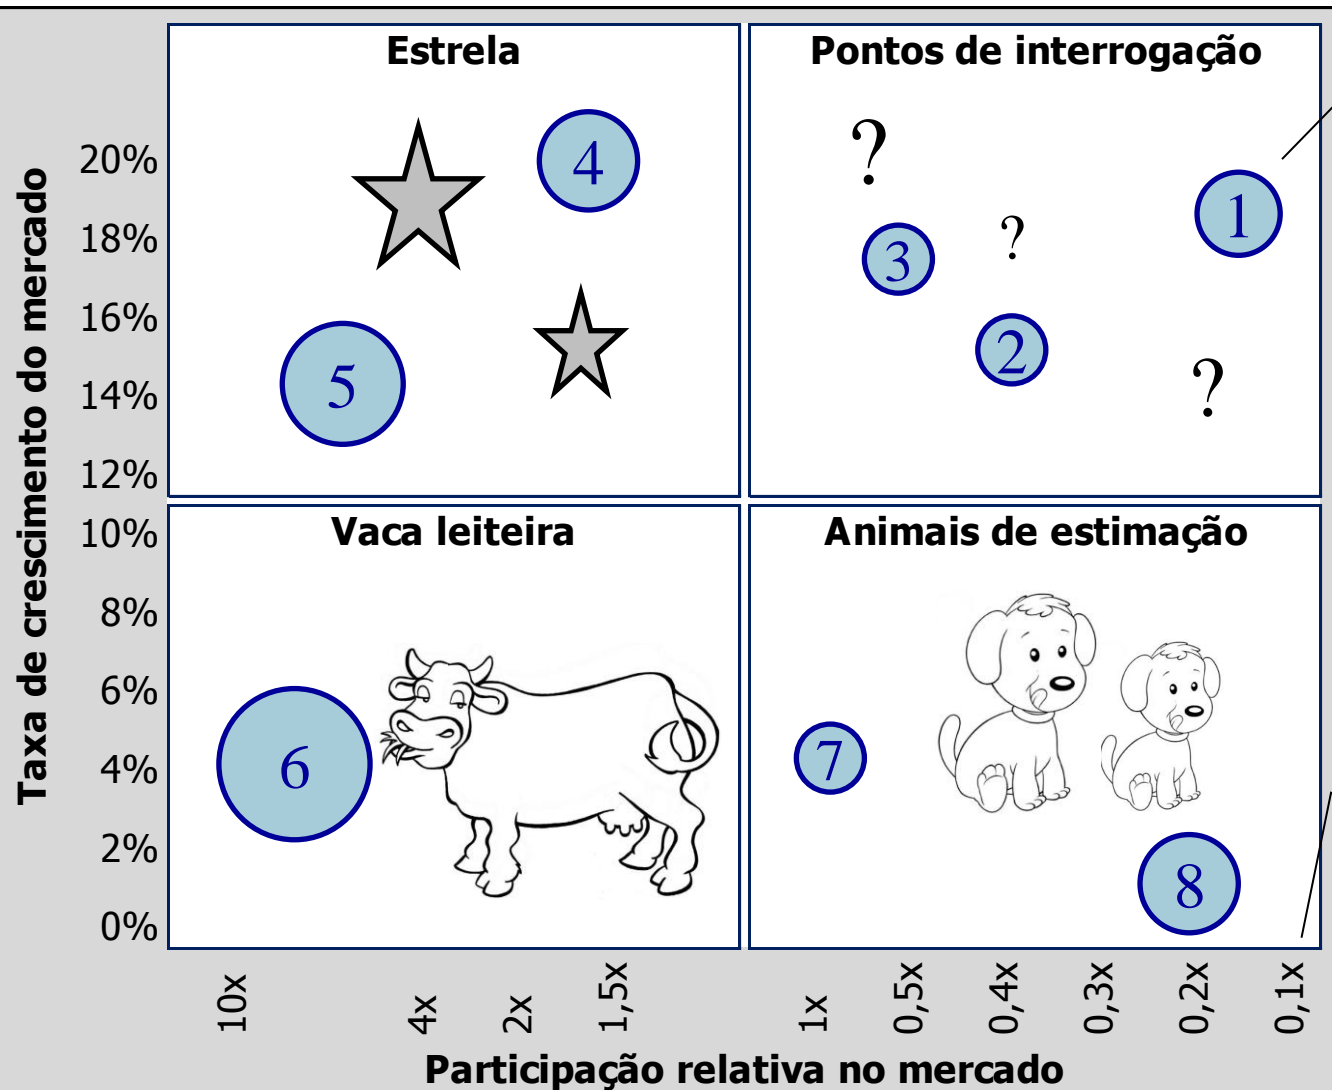 Estrela
Pontos de interrogação
?
4
20%
1
18%
?
3
16%
2
5
14%
?
12%
Vaca leiteira
Animais de estimação
10%
8%
6%
6
7
4%
2%
8
0%
10x
4x
2x
1,5x
1x
0,5x
0,4x
0,3x
0,2x
0,1x
Participação relativa no mercado
Taxa de crescimento do mercado